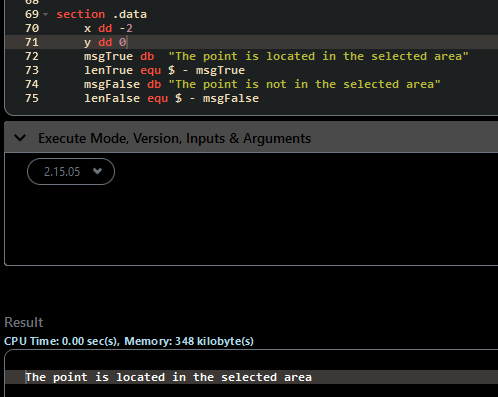 68
69 section .data
70 x dd -2
71 y dd 0
72 msgTrue db "The point is located in the selected area"
73 lenTrue equ $ - msgTrue
74 msgFalse db "The point is not in the selected area"
75 lenFalse equ $ - msgFalse
Execute Mode, Version, Inputs & Arguments
2.15.05
Result
CPU Time: 0.00 sec(s), Memory: 348 kilobyte(s)
The point is located in the selected area